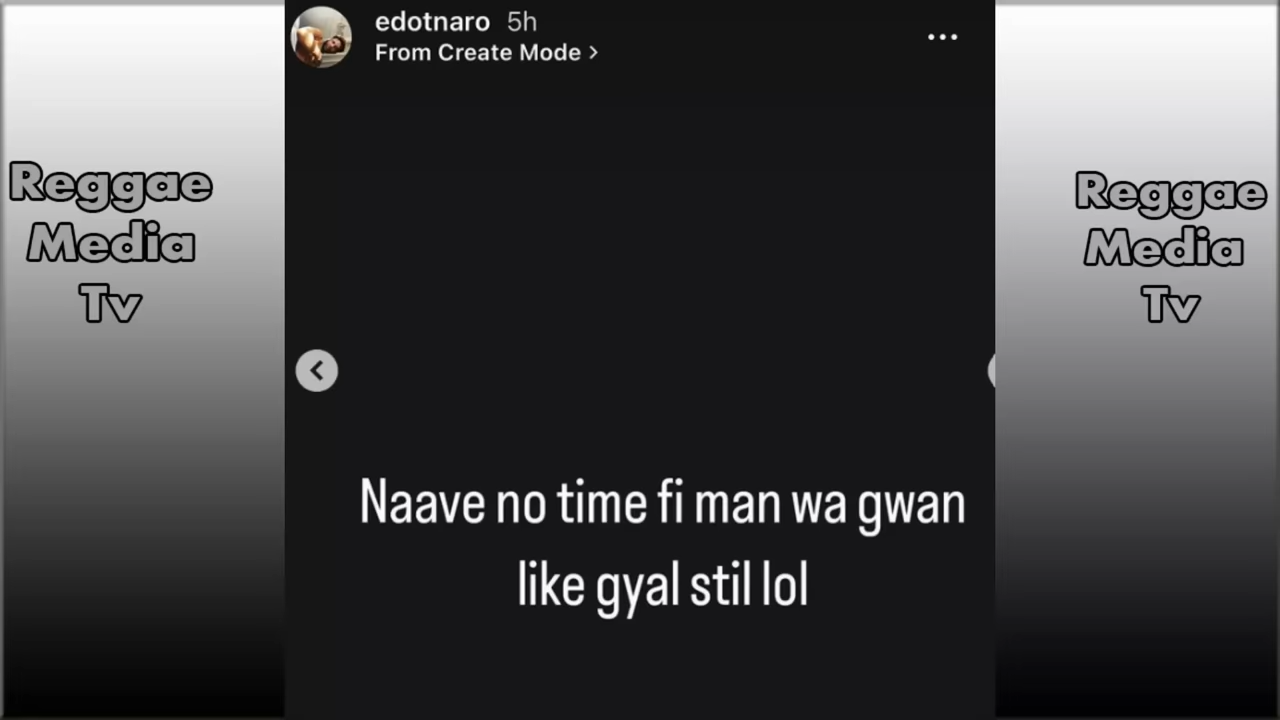 edotnaro 5h
From Create Mode >
Reggae
Media
Tv
Reggae
Media
Tv
Naave no time fi man wa gwan
like gyal stil lol